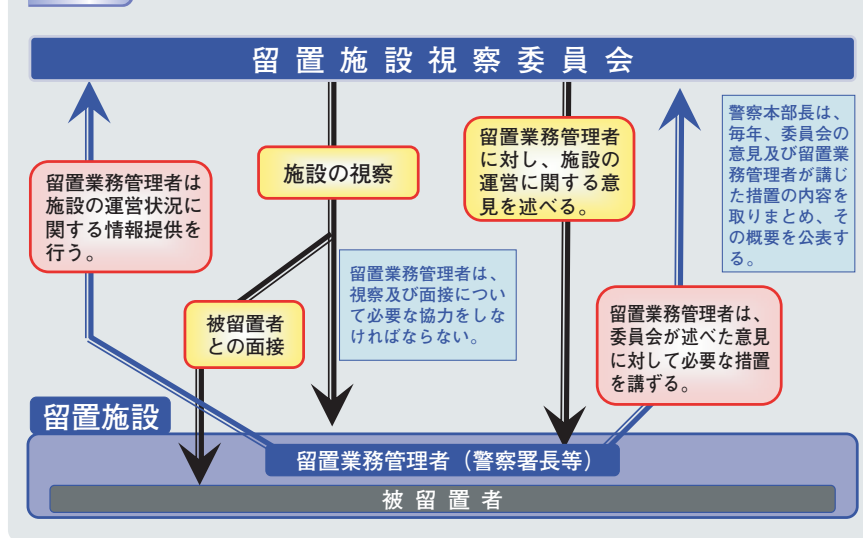 留置施設視察委員会
留置業務管理者は
施設の運営状況に
関する情報提供を
行う。
施設の視察
留置業務管理者
に対し、施設の
運営に関する意
見を述べる。
警察本部長は、
毎年、委員会の
意見及び留置業
務管理者が講じ
た措置の内容を
取りまとめ、そ
の概要を公表す
る。
被留置者
との面接
留置業務管理者は、
視察及び面接につい
て必要な協力をしな
ければならない。
留置業務管理者は、
委員会が述べた意見
に対して必要な措置
を講ずる。
留置施設
留置業務管理者（警察署長等）
被留置者